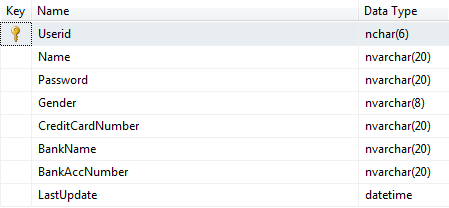 Key Name Data Type
Userid nchar(6)
Name nvarchar(20)
Password nvarchar(20)
Gender nvarchar(8)
CreditCardNumber nvarchar(20)
BankName nvarchar(20)
BankAccNumber nvarchar(20)
LastUpdate datetime